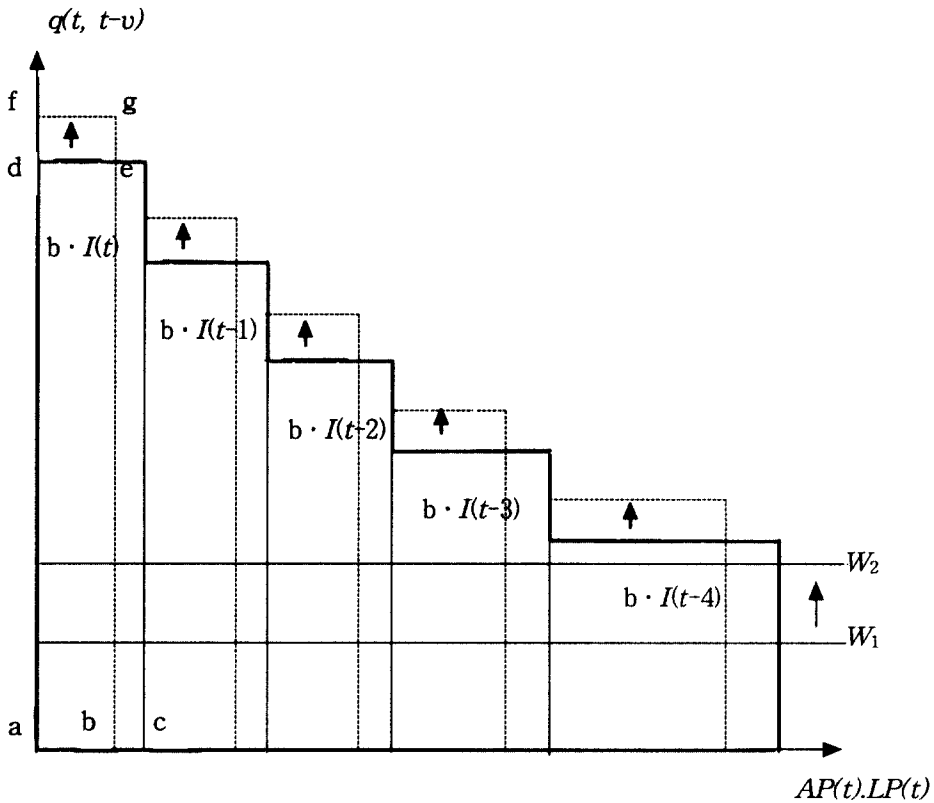 q(t, t-v)
f g
d e
b · I(t)
b · I(t-1)
b · I(t-2)
b · I(t-3)
W₂
b · I(t-4)
W₁
a b c
AP(t).LP(t)